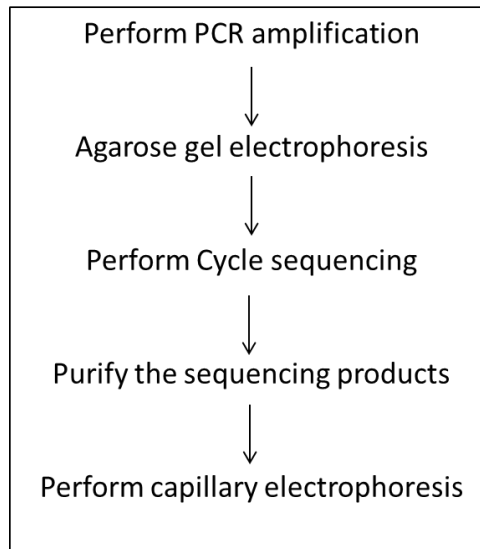 Perform PCR amplification
Agarose gel electrophoresis
Perform Cycle sequencing
Purify the sequencing products
Perform capillary electrophoresis